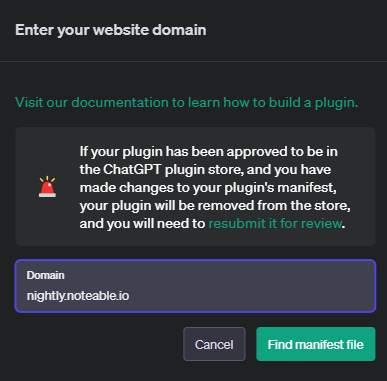 Enter your website domain
Visit our documentation to learn how to build a plugin.
If your plugin has been approved to be in
the ChatGPT plugin store, and you have
made changes to your plugin's manifest,
your plugin will be removed from the store,
and you will need to resubmit it for review.
Domain
nightly.noteable.io
Cancel
Find manifest file